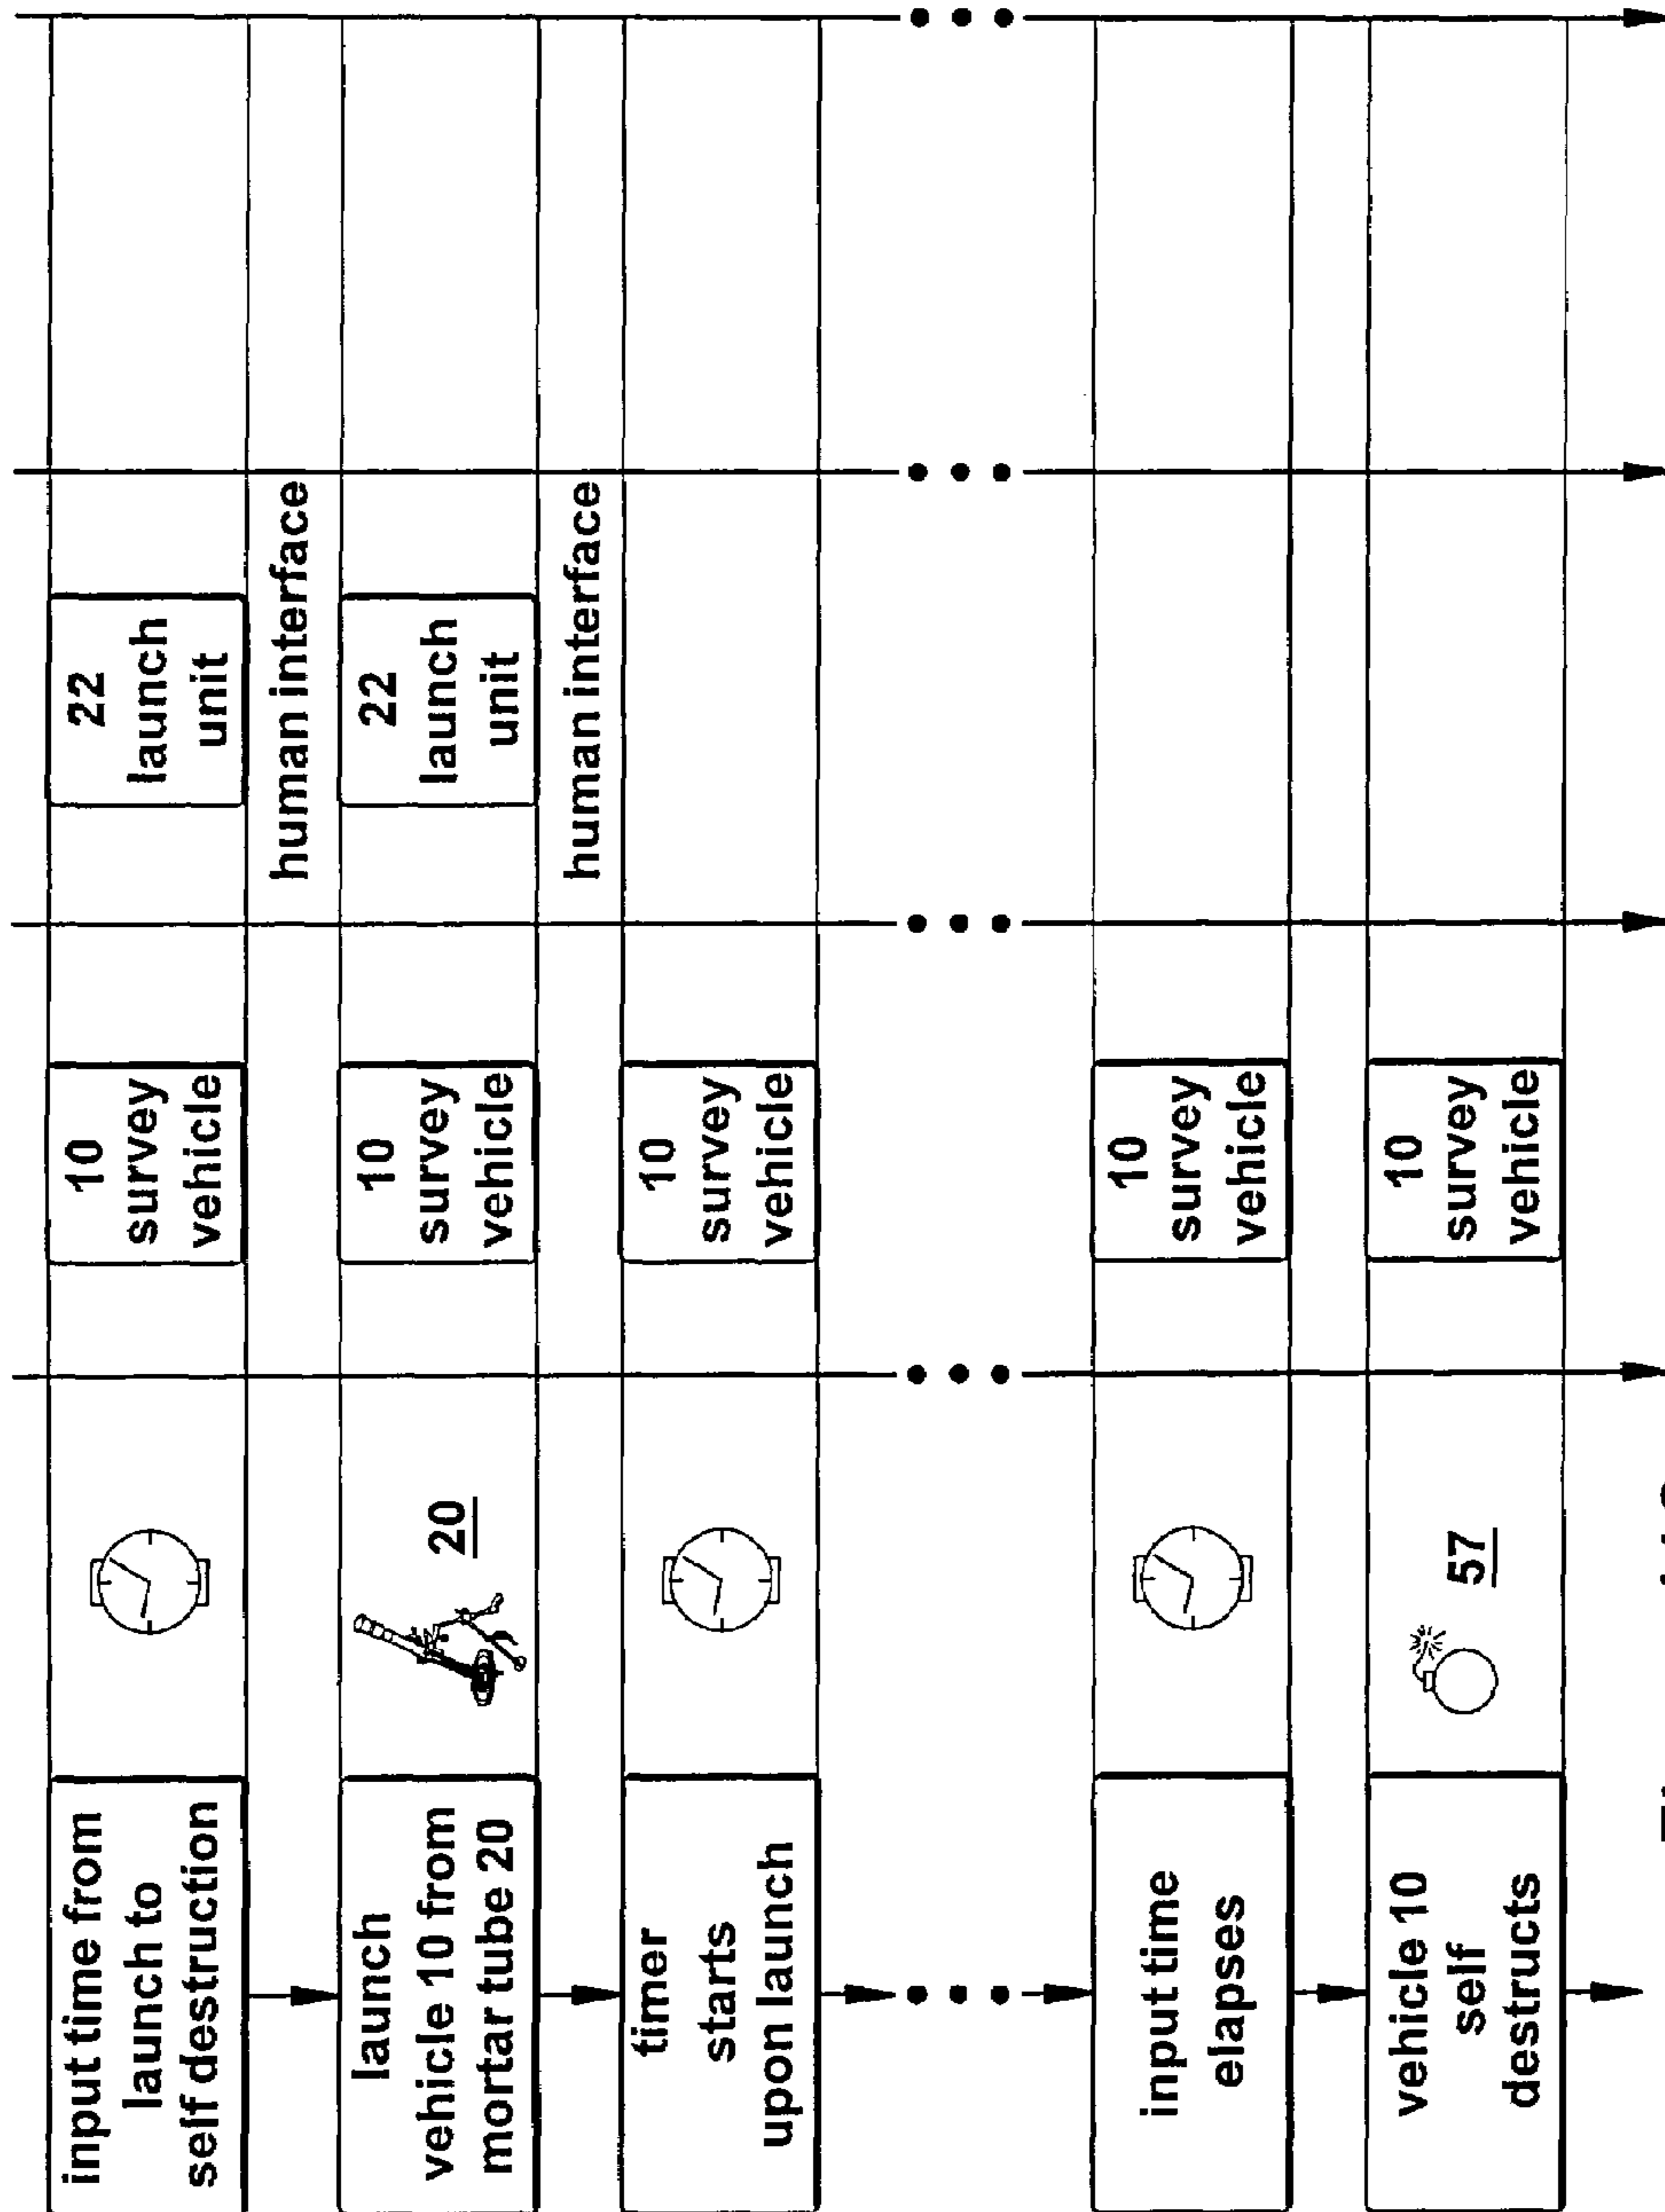 input time from
launch to
self destruction
10
survey
vehicle
22
launch
unit
human interface
launch
vehicle 10 from
mortar tube 20
20
10
survey
vehicle
22
launch
unit
human interface
timer
starts
upon launch
10
survey
vehicle
input time
elapses
10
survey
vehicle
vehicle 10
self
destructs
57
10
survey
vehicle